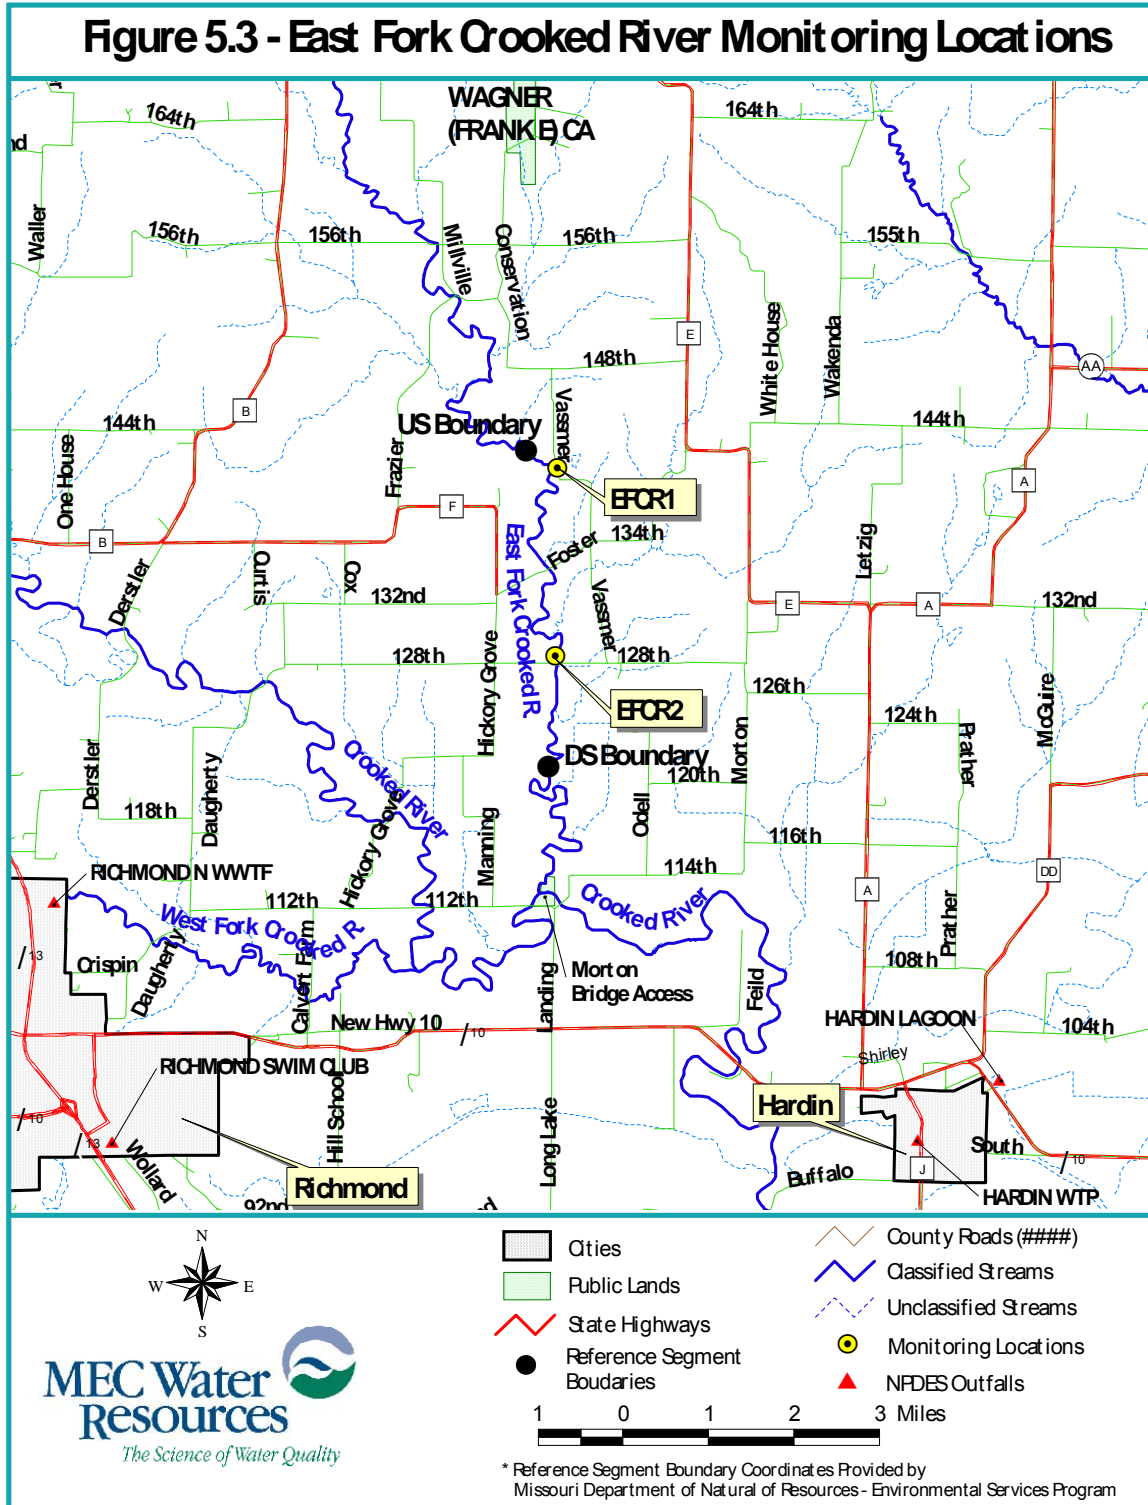 Figure 5.3 - East Fork Crooked River Monitoring Locations
WAGNER
(FRANK E) CA
164th
164th
Waller
156th
156th
156th
155th
Millville
Conservation
E
White House
Wakenda
148th
AA
B
144th
US Boundary
Vassmer
144th
One House
Frazier
A
EFCR1
F
B
East Fork Crooked R.
Foster
134th
Letzig
Derstler
Curtis
Cox
132nd
Vassmer
E
A
132nd
128th
Hickory Grove
128th
126th
EFCR2
124th
McGuire
Prather
Morton
DS Boundary
120th
Crooked River
Derstler
Daugherty
118th
Hickory Grove
Manning
Odell
116th
114th
RICHMOND N WWTF
DD
A
112th
112th
Crooked River
West Fork Crooked R.
Prather
13
Crispin
Daugherty
Calvert Farm
Landing
Morton
Bridge Access
Feild
108th
HARDIN LAGOON
New Hwy 10
10
104th
Shirley
RICHMOND SWIM CLUB
Hill School
Long Lake
Hardin
10
13
Wollard
South
10
J
Buffalo
Richmond
92nd
HARDIN WTP
N
W E
S
MEC Water
Resources
The Science of Water Quality
Cities
Public Lands
State Highways
Reference Segment
Boudaries
County Roads (####)
Classified Streams
Unclassified Streams
Monitoring Locations
NPDES Outfalls
1 0 1 2 3 Miles
* Reference Segment Boundary Coordinates Provided by
Missouri Department of Natural of Resources - Environmental Services Program